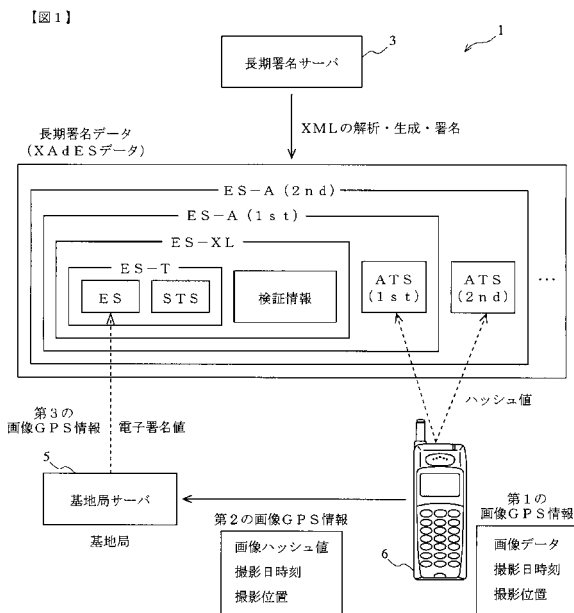 【図1】
1
3
長期署名サーバ
XMLの解析・生成・署名
長期署名データ
(XAdESデータ)
ES-A(2nd)
ES-A(1st)
ES-XL
ES-T
ES
STS
検証情報
ATS
(1st)
ATS
(2nd)
…
ハッシュ値
第3の
画像GPS情報
電子署名値
5
基地局サーバ
基地局
第2の画像GPS情報
画像ハッシュ値
撮影日時刻
撮影位置
6
第1の
画像GPS情報
画像データ
撮影日時刻
撮影位置